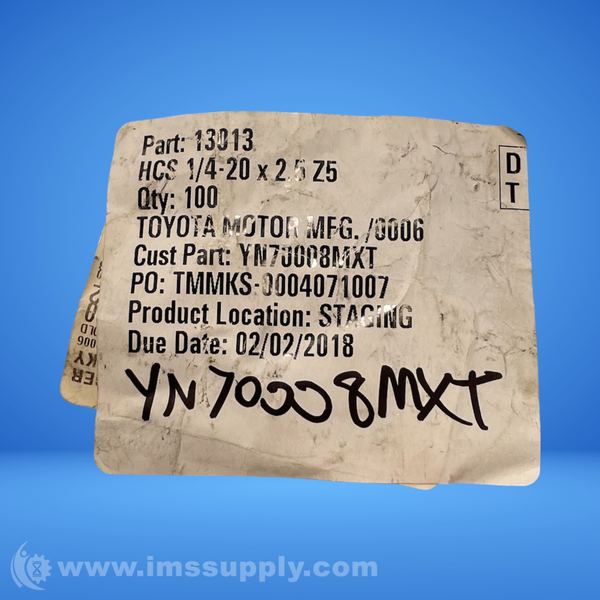 Part: 13013
HCS 1/4-20 x 2.5 Z5
Qty: 100
TOYOTA MOTOR MFG. /0006
Cust Part: YN70008MXT
PO: TMMKS-0004071007
Product Location: STAGING
Due Date: 02/02/2018
YN70008MXT
D
T
www.imssupply.com